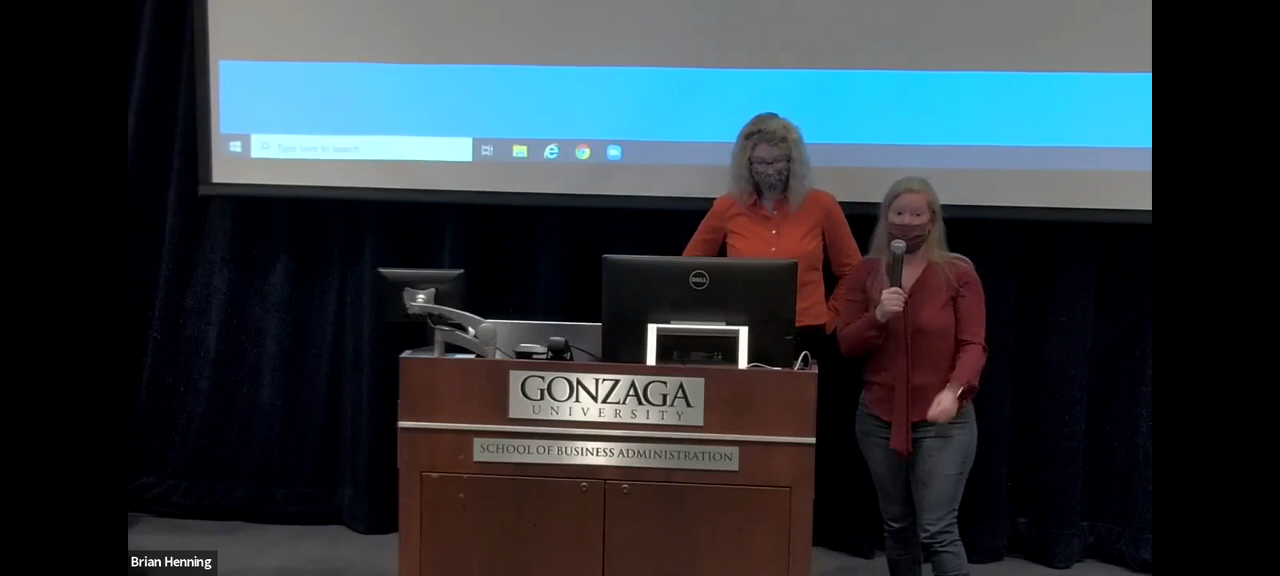 Type here to search
DELL
GONZAGA
UNIVERSITY
SCHOOL OF BUSINESS ADMINISTRATION
Brian Henning